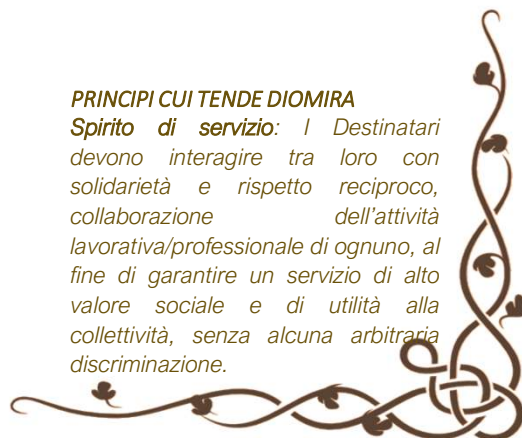 PRINCIPI CUI TENDE DIOMIRA
Spirito di servizio: I Destinatari
devono interagire tra loro con
solidarietà e rispetto reciproco,
collaborazione dell'attività
lavorativa/professionale di ognuno, al
fine di garantire un servizio di alto
valore sociale e di utilità alla
collettività, senza alcuna arbitraria
discriminazione.